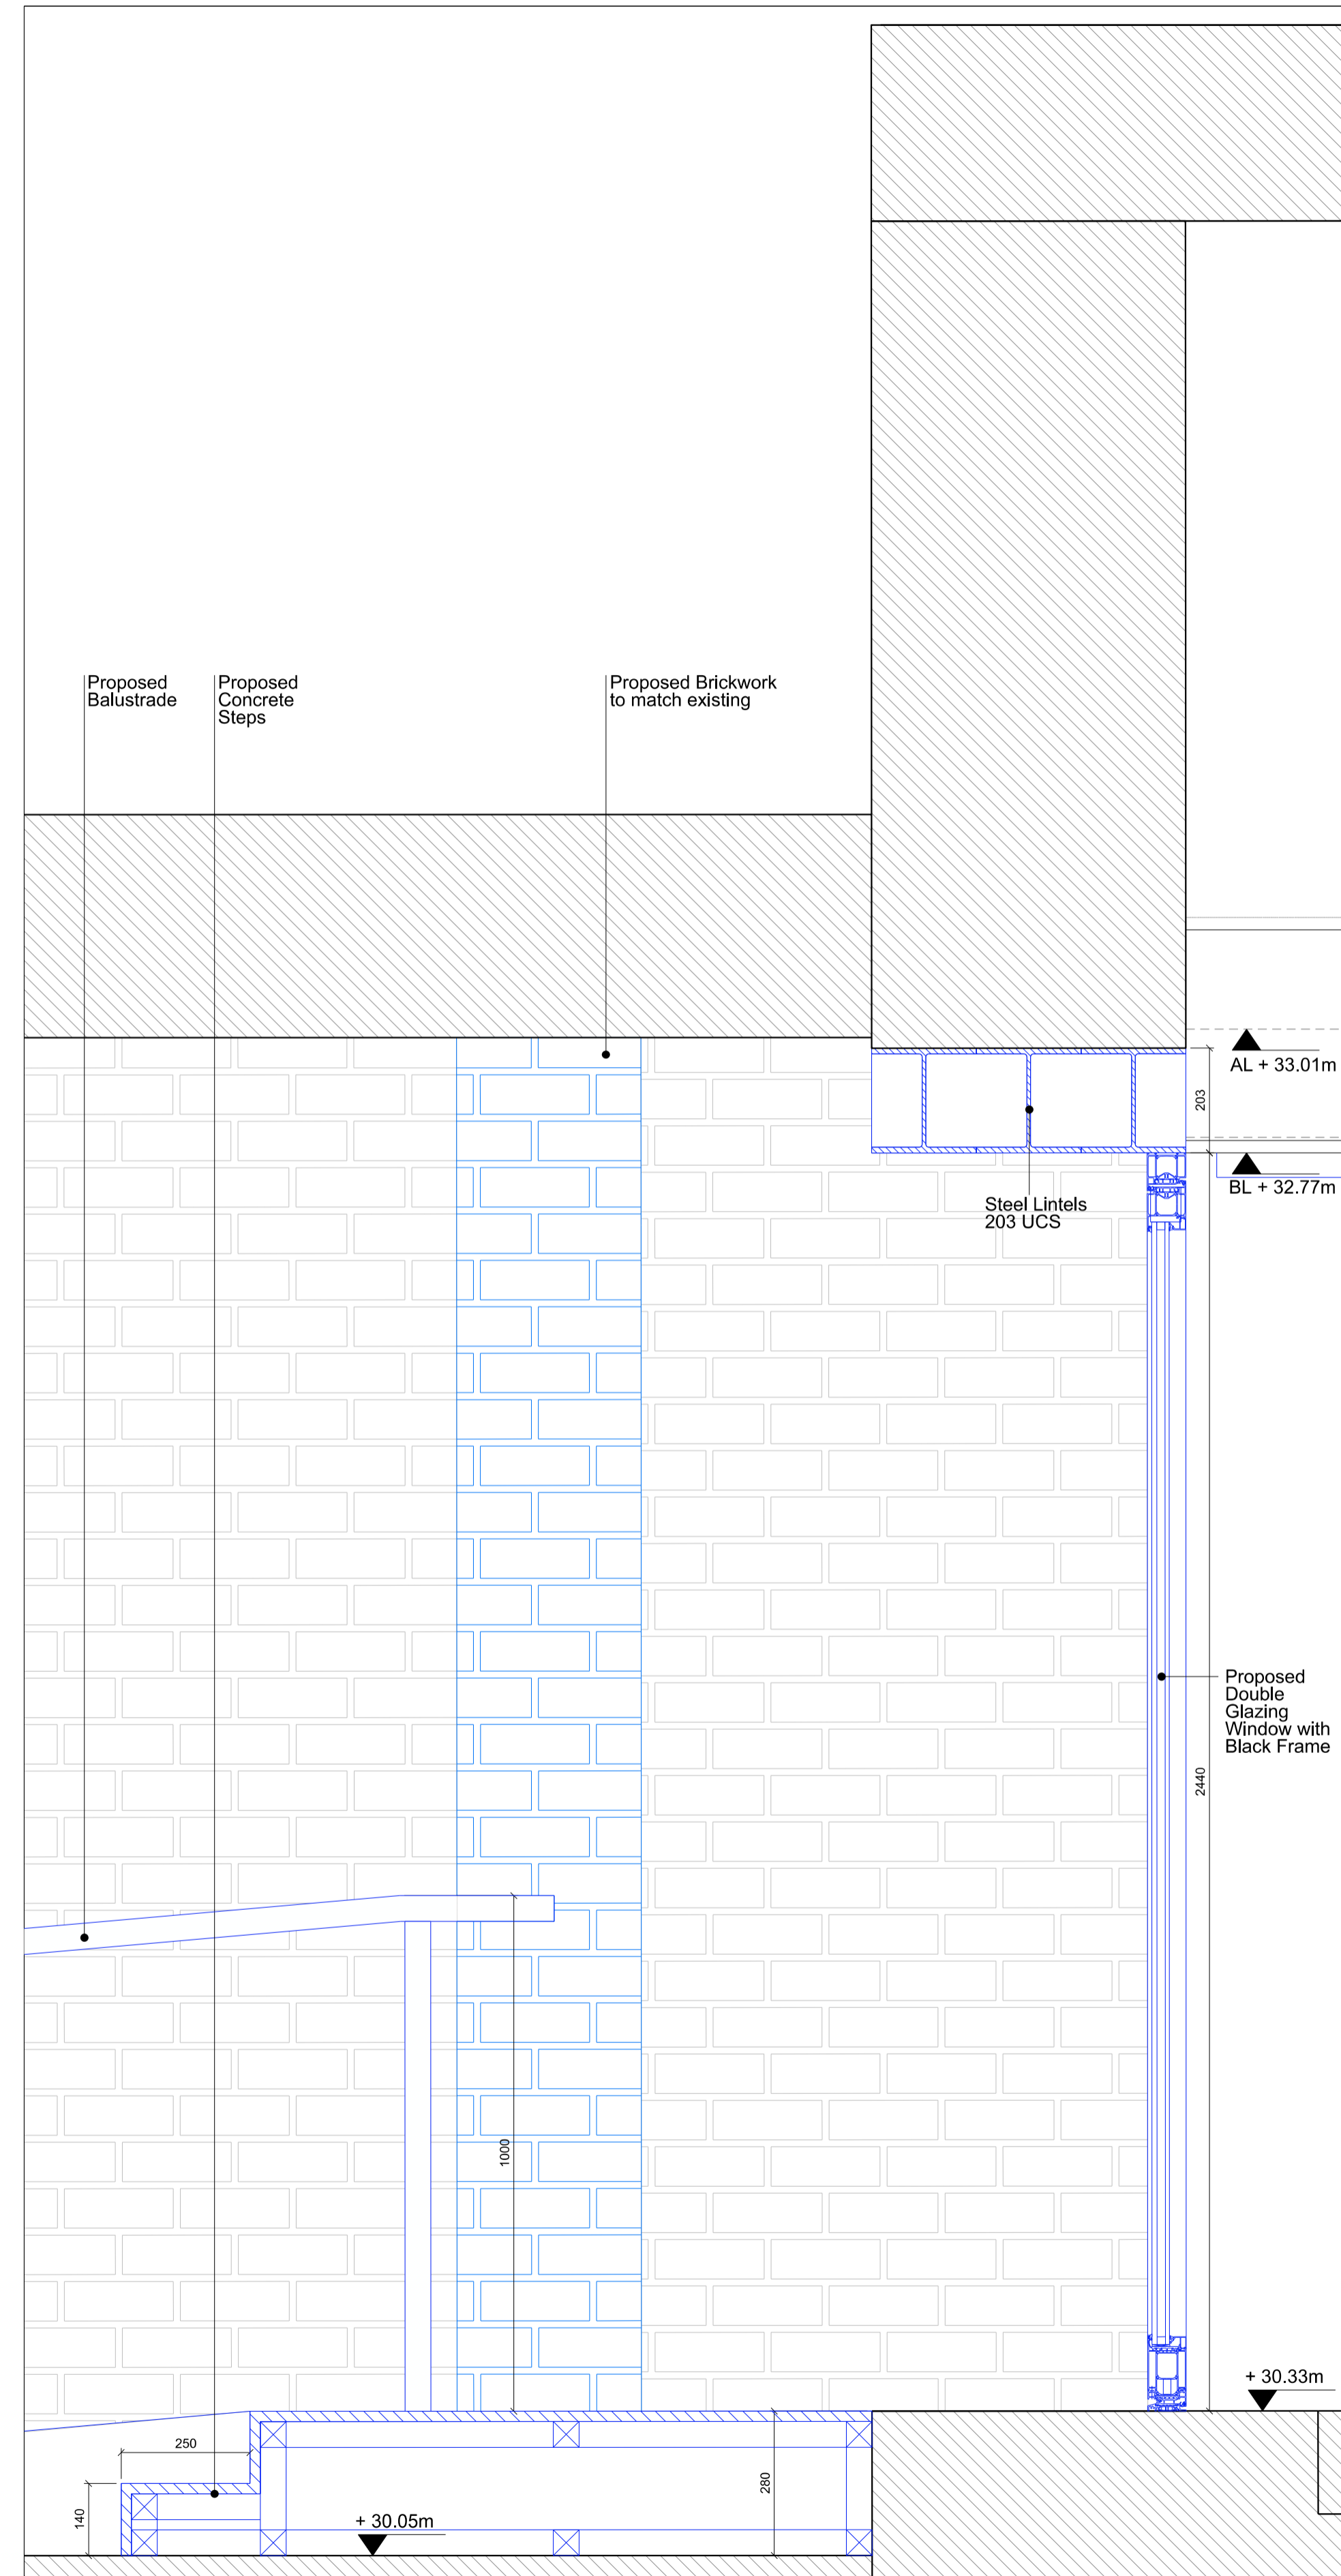 Proposed
Balustrade
Proposed
Concrete
Steps
Proposed Brickwork
to match existing
AL + 33.01m
203
BL + 32.77m
Steel Lintels
203 UCS
Proposed
Double
Glazing
Window with
Black Frame
2440
1000
+ 30.33m
250
280
140
+ 30.05m